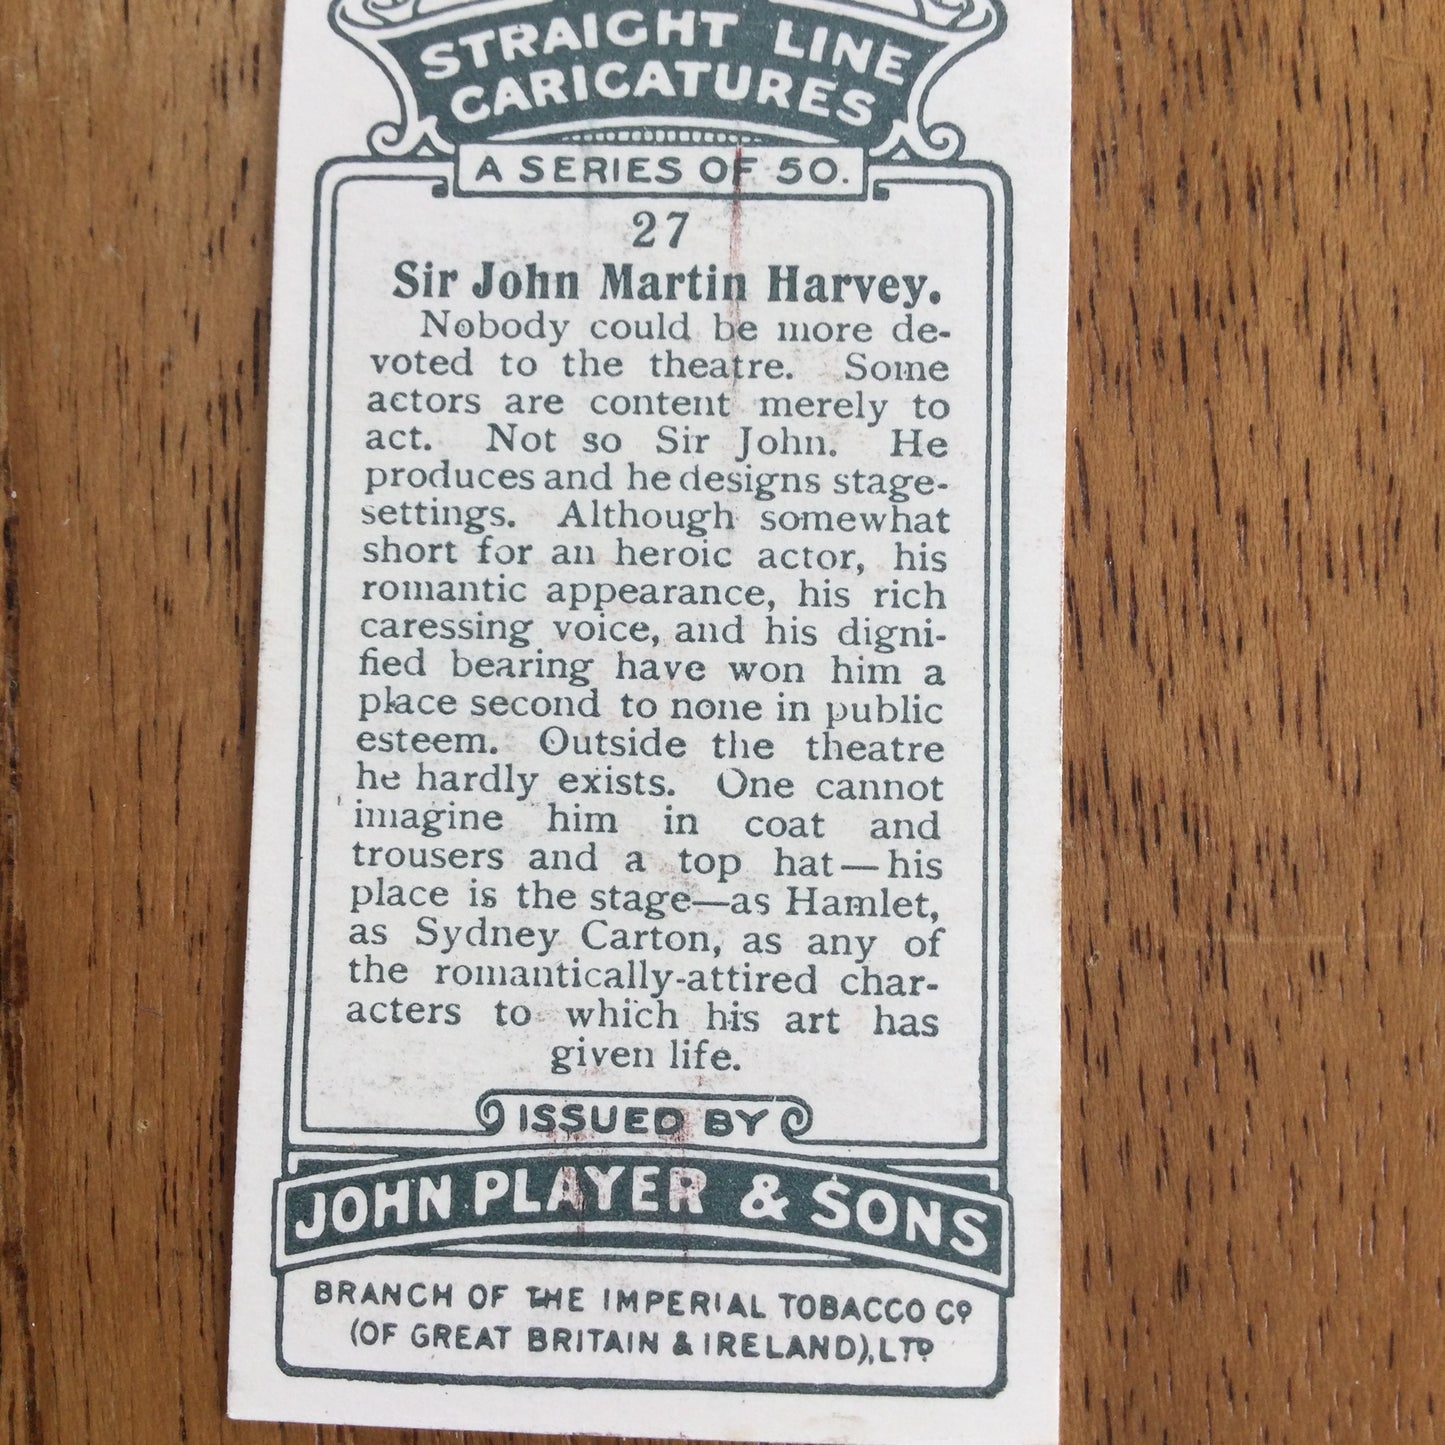 STRAIGHT LINE
CARICATURES
A SERIES OF 50.
27
Sir John Martin Harvey.
Nobody could be more de-
voted to the theatre. Some
actors are content merely to
act. Not so Sir John. He
produces and he designs stage-
settings. Although somewhat
short for an heroic actor, his
romantic appearance, his rich
caressing voice, and his digni-
fied bearing have won him a
place second to none in public
esteem. Outside the theatre
he hardly exists. One cannot
imagine him in coat and
trousers and a top hat—his
place is the stage—as Hamlet,
as Sydney Carton, as any of
the romantically-attired char-
acters to which his art has
given life.
ISSUED BY
JOHN PLAYER & SONS
BRANCH OF THE IMPERIAL TOBACCO Cº
(OF GREAT BRITAIN & IRELAND), LTD